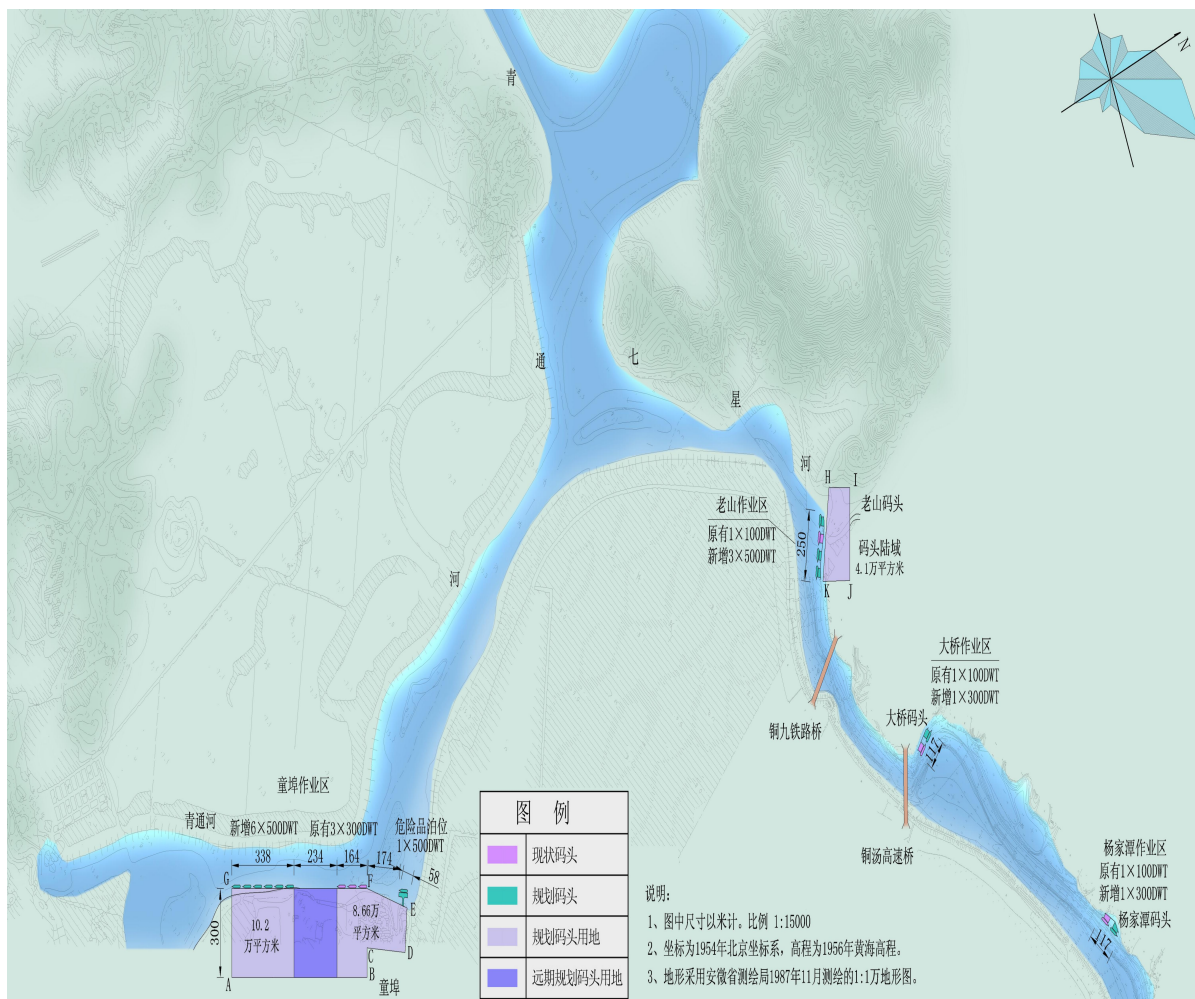 N
青
通
七
星
河
河
H
I
老山作业区
老山码头
原有1×100DWT
新增3×500DWT
250
码头陆域
4.1万平方米
K
J
大桥作业区
原有1×100DWT
新增1×300DWT
大桥码头
117
铜九铁路桥
铜汤高速桥
杨家潭作业区
原有1×100DWT
新增1×300DWT
杨家潭码头
117
童埠作业区
青通河
新增6×500DWT
原有3×300DWT
危险品泊位
1×500DWT
338
234
164
174
58
G
F
E
300
10.2
万平方米
8.66万
平方米
C
D
A
B
童埠
图 例
现状码头
规划码头
规划码头用地
远期规划码头用地
说明:
1、图中尺寸以米计。比例 1:15000
2、坐标为1954年北京坐标系，高程为1956年黄海高程。
3、地形采用安徽省测绘局1987年11月测绘的1:1万地形图。